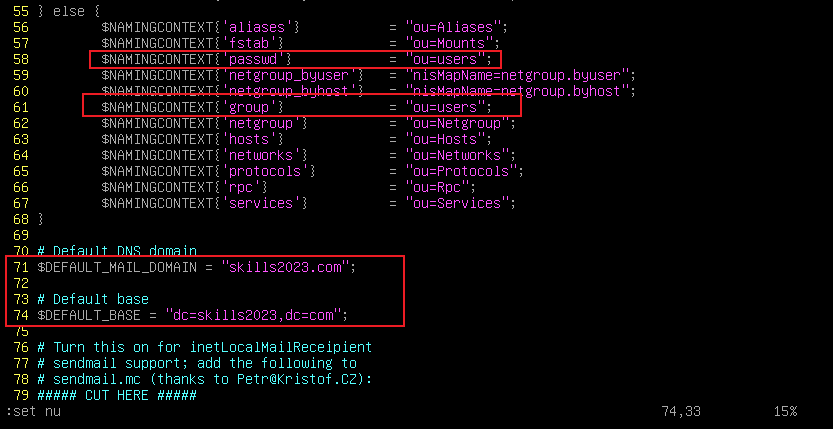 55 } else {
56         $NAMINGCONTEXT{'aliases'}           = "ou=Aliases";
57         $NAMINGCONTEXT{'fstab'}             = "ou=Mounts";
58         $NAMINGCONTEXT{'passwd'}            = "ou=users";
59         $NAMINGCONTEXT{'netgroup_byuser'}   = "nisMapName=netgroup.byuser";
60         $NAMINGCONTEXT{'netgroup_byhost'}   = "nisMapName=netgroup.byhost";
61         $NAMINGCONTEXT{'group'}             = "ou=users";
62         $NAMINGCONTEXT{'netgroup'}          = "ou=Netgroup";
63         $NAMINGCONTEXT{'hosts'}             = "ou=Hosts";
64         $NAMINGCONTEXT{'networks'}          = "ou=Networks";
65         $NAMINGCONTEXT{'protocols'}         = "ou=Protocols";
66         $NAMINGCONTEXT{'rpc'}               = "ou=Rpc";
67         $NAMINGCONTEXT{'services'}          = "ou=Services";
68 }
69
70 # Default DNS domain
71 $DEFAULT_MAIL_DOMAIN = "skills2023.com";
72
73 # Default base
74 $DEFAULT_BASE = "dc=skills2023,dc=com";
75
76 # Turn this on for inetLocalMailReceipient
77 # sendmail support; add the following to
78 # sendmail.mc (thanks to Petr@Kristof.CZ):
79 ##### CUT HERE #####
:set nu                                                  74,33         15%